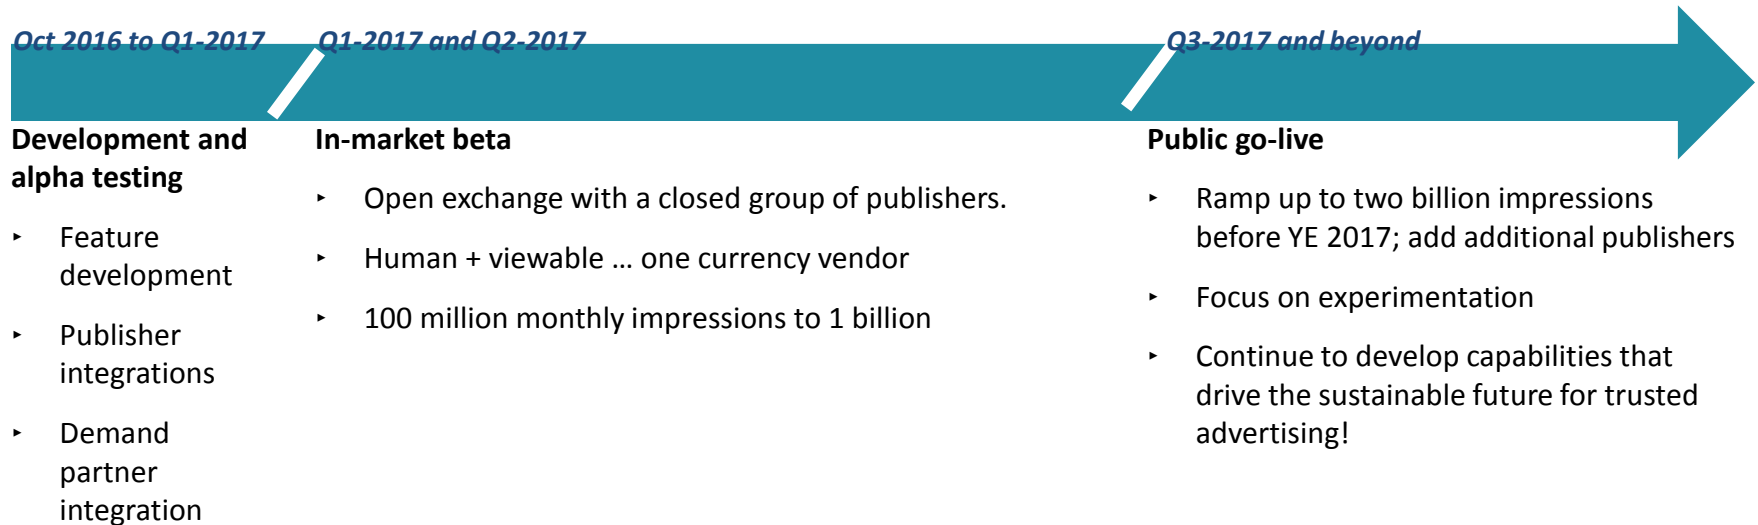 Oct 2016 to Q1-2017
Q1-2017 and Q2-2017
Q3-2017 and beyond
Development and
alpha testing
‣ Feature
development
‣ Publisher
integrations
‣ Demand
partner
integration
In-market beta
‣ Open exchange with a closed group of publishers.
‣ Human + viewable … one currency vendor
‣ 100 million monthly impressions to 1 billion
Public go-live
‣ Ramp up to two billion impressions
before YE 2017; add additional publishers
‣ Focus on experimentation
‣ Continue to develop capabilities that
drive the sustainable future for trusted
advertising!